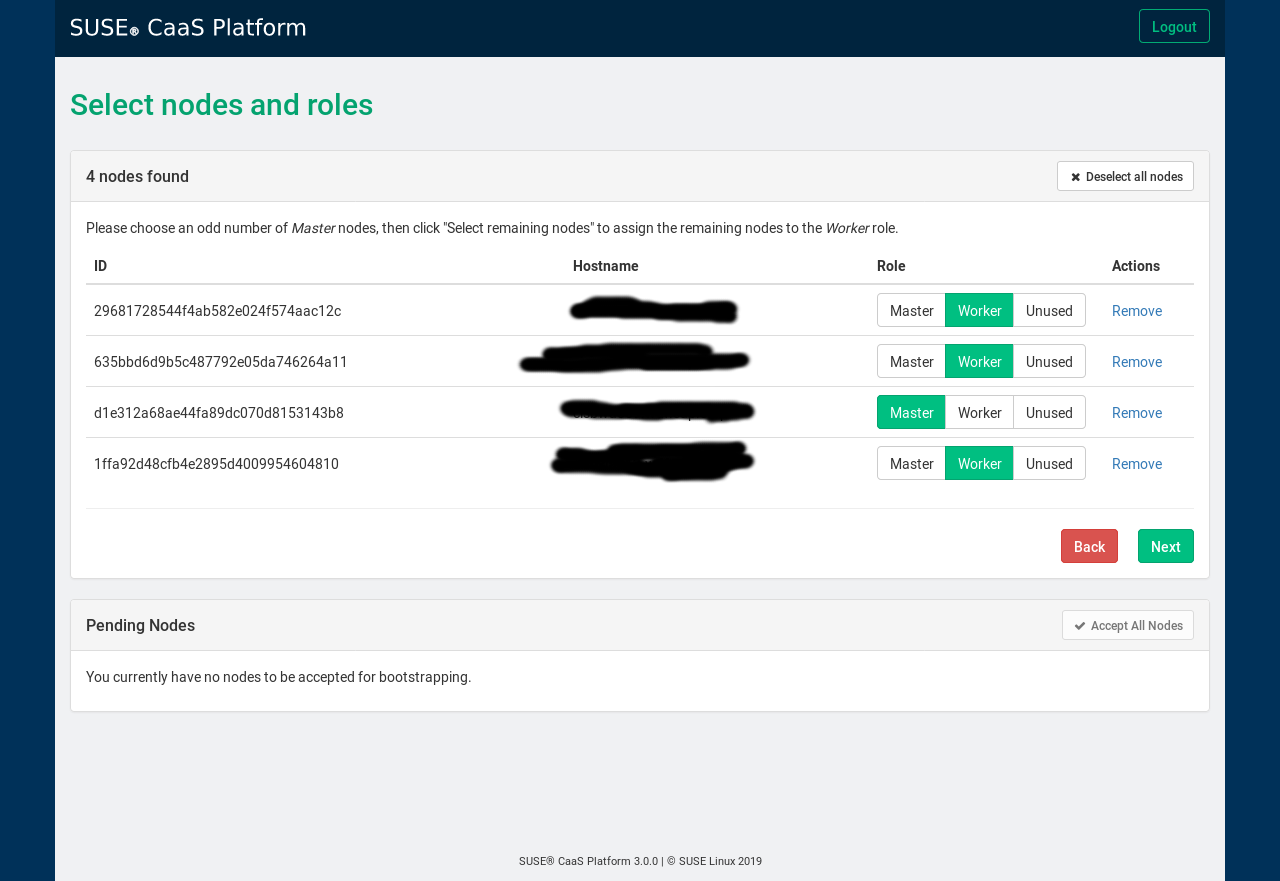 SUSE® CaaS Platform Logout
Select nodes and roles
4 nodes found Deselect all nodes
Please choose an odd number of Master nodes, then click "Select remaining nodes" to assign the remaining nodes to the Worker role.
ID Hostname Role Actions
29681728544f4ab582e024f574aac12c Master Worker Unused Remove
635bbd6d9b5c487792e05da746264a11 Master Worker Unused Remove
d1e312a68ae44fa89dc070d8153143b8 Master Worker Unused Remove
1ffa92d48cfb4e2895d4009954604810 Master Worker Unused Remove
Back Next
Pending Nodes Accept All Nodes
You currently have no nodes to be accepted for bootstrapping.
SUSE® CaaS Platform 3.0.0 | © SUSE Linux 2019